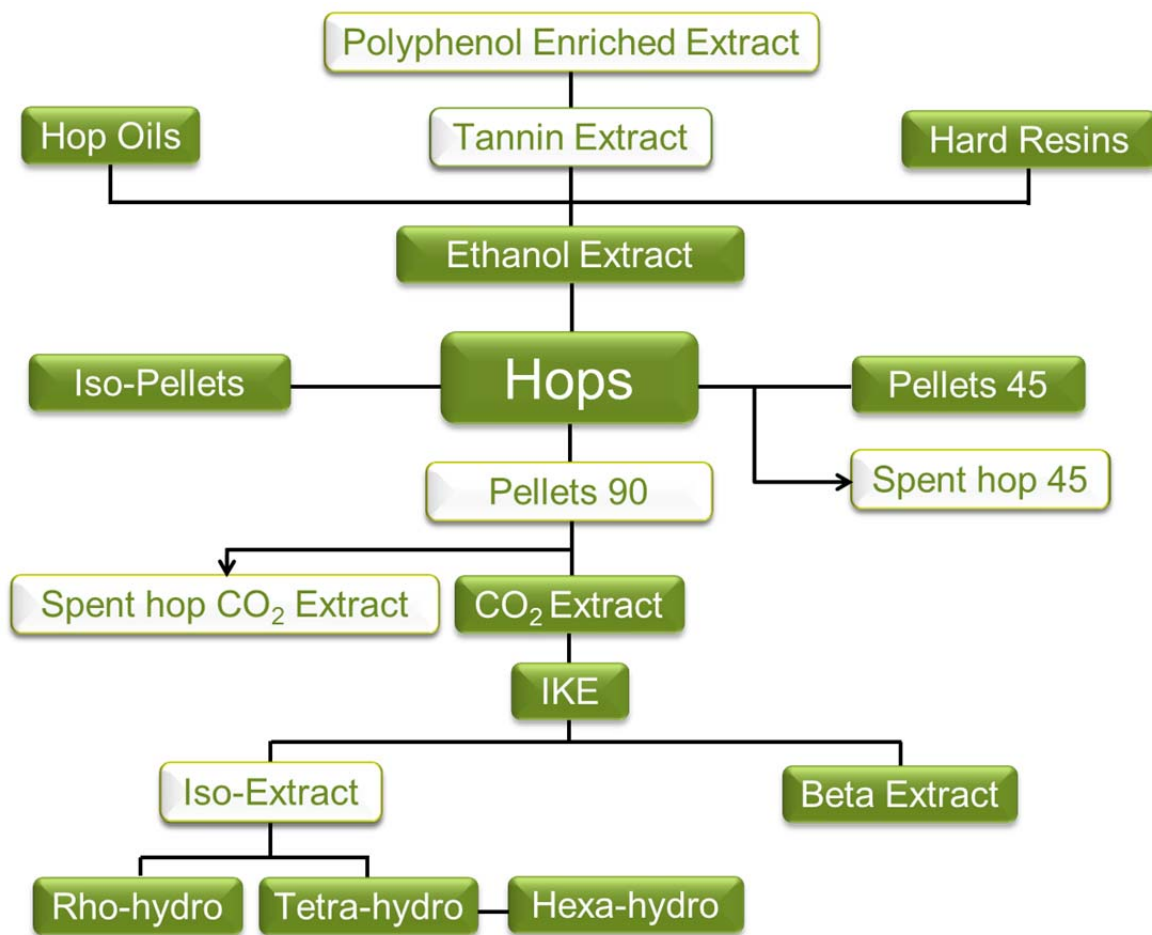 Polyphenol Enriched Extract
Hop Oils
Tannin Extract
Hard Resins
Ethanol Extract
Iso-Pellets
Hops
Pellets 45
Pellets 90
Spent hop 45
Spent hop CO₂ Extract
CO₂ Extract
IKE
Iso-Extract
Beta Extract
Rho-hydro
Tetra-hydro
Hexa-hydro